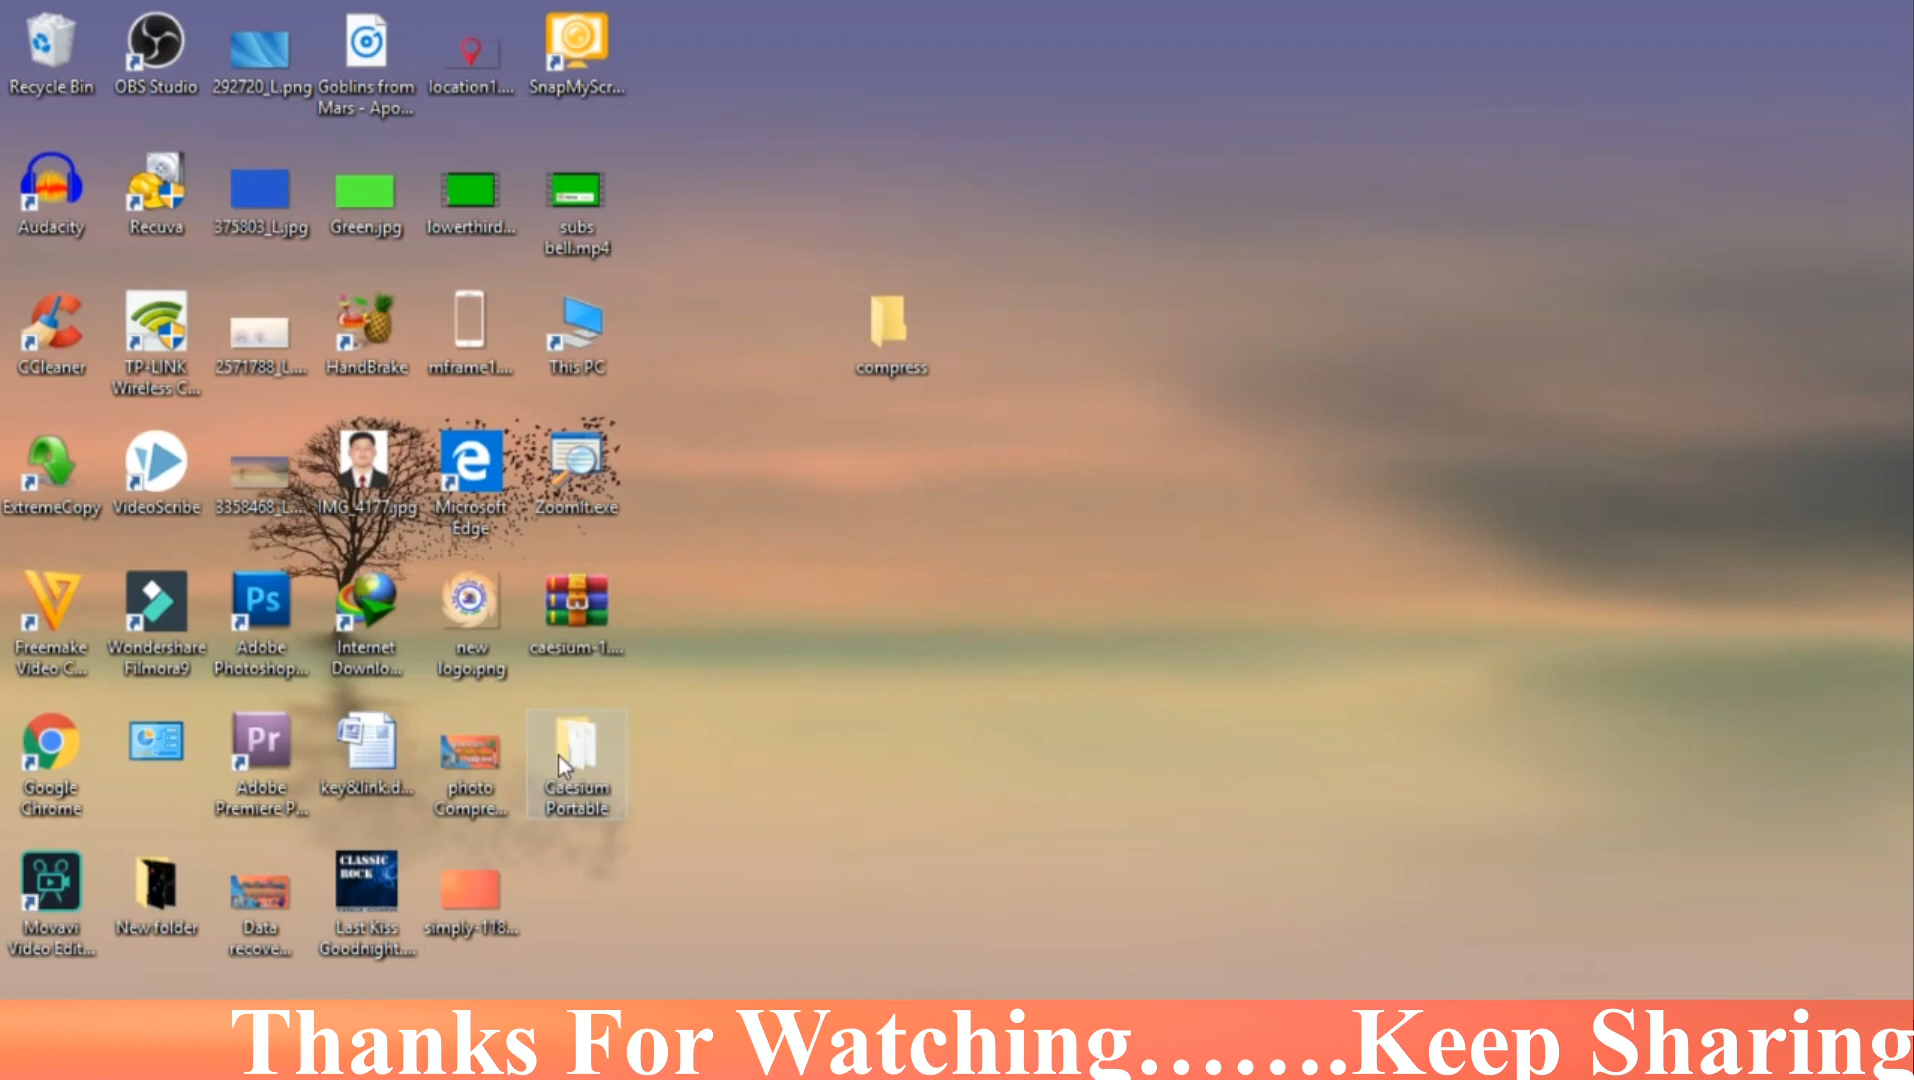 Recycle Bin
OBS Studio
292720_L.png
Goblins from
Mars - Apo...
location1....
SnapMyScr...
Audacity
Recuva
375803_L.jpg
Green.jpg
lowerthird...
subs
bell.mp4
CCleaner
TP-LINK
Wireless C...
2571788_L....
HandBrake
mframe1....
This PC
compress
ExtremeCopy
VideoScribe
3358468_L....
IMG_4177.jpg
Microsoft
Edge
ZoomIt.exe
Freemake
Video C...
Wondershare
Filmora9
Ps
Adobe
Photoshop...
Internet
Downlo...
new
logo.png
caesium-1....
Google
Chrome
Pr
Adobe
Premiere P...
key&link.d...
photo
Compre...
Caesium
Portable
Movavi
Video Edit...
New folder
Data
recove...
CLASSIC
ROCK
Last Kiss
Goodnight....
simply-118...
Thanks For Watching.......Keep Sharing